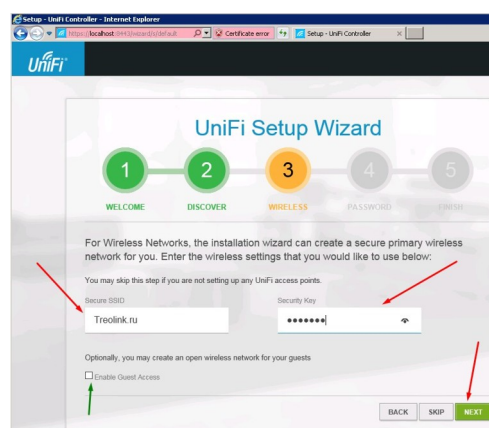 Setup - UniFi Controller - Internet Explorer
https://localhost:8443/wizard/s/default
Certificate error
Setup - UniFi Controller
UniFi
UniFi Setup Wizard
1 2 3 4 5
WELCOME DISCOVER WIRELESS PASSWORD FINISH
For Wireless Networks, the installation wizard can create a secure primary wireless
network for you. Enter the wireless settings that you would like to use below:
You may skip this step if you are not setting up any UniFi access points.
Secure SSID Security Key
Treolink.ru •••••••
Optionally, you may create an open wireless network for your guests
Enable Guest Access
BACK SKIP NEXT